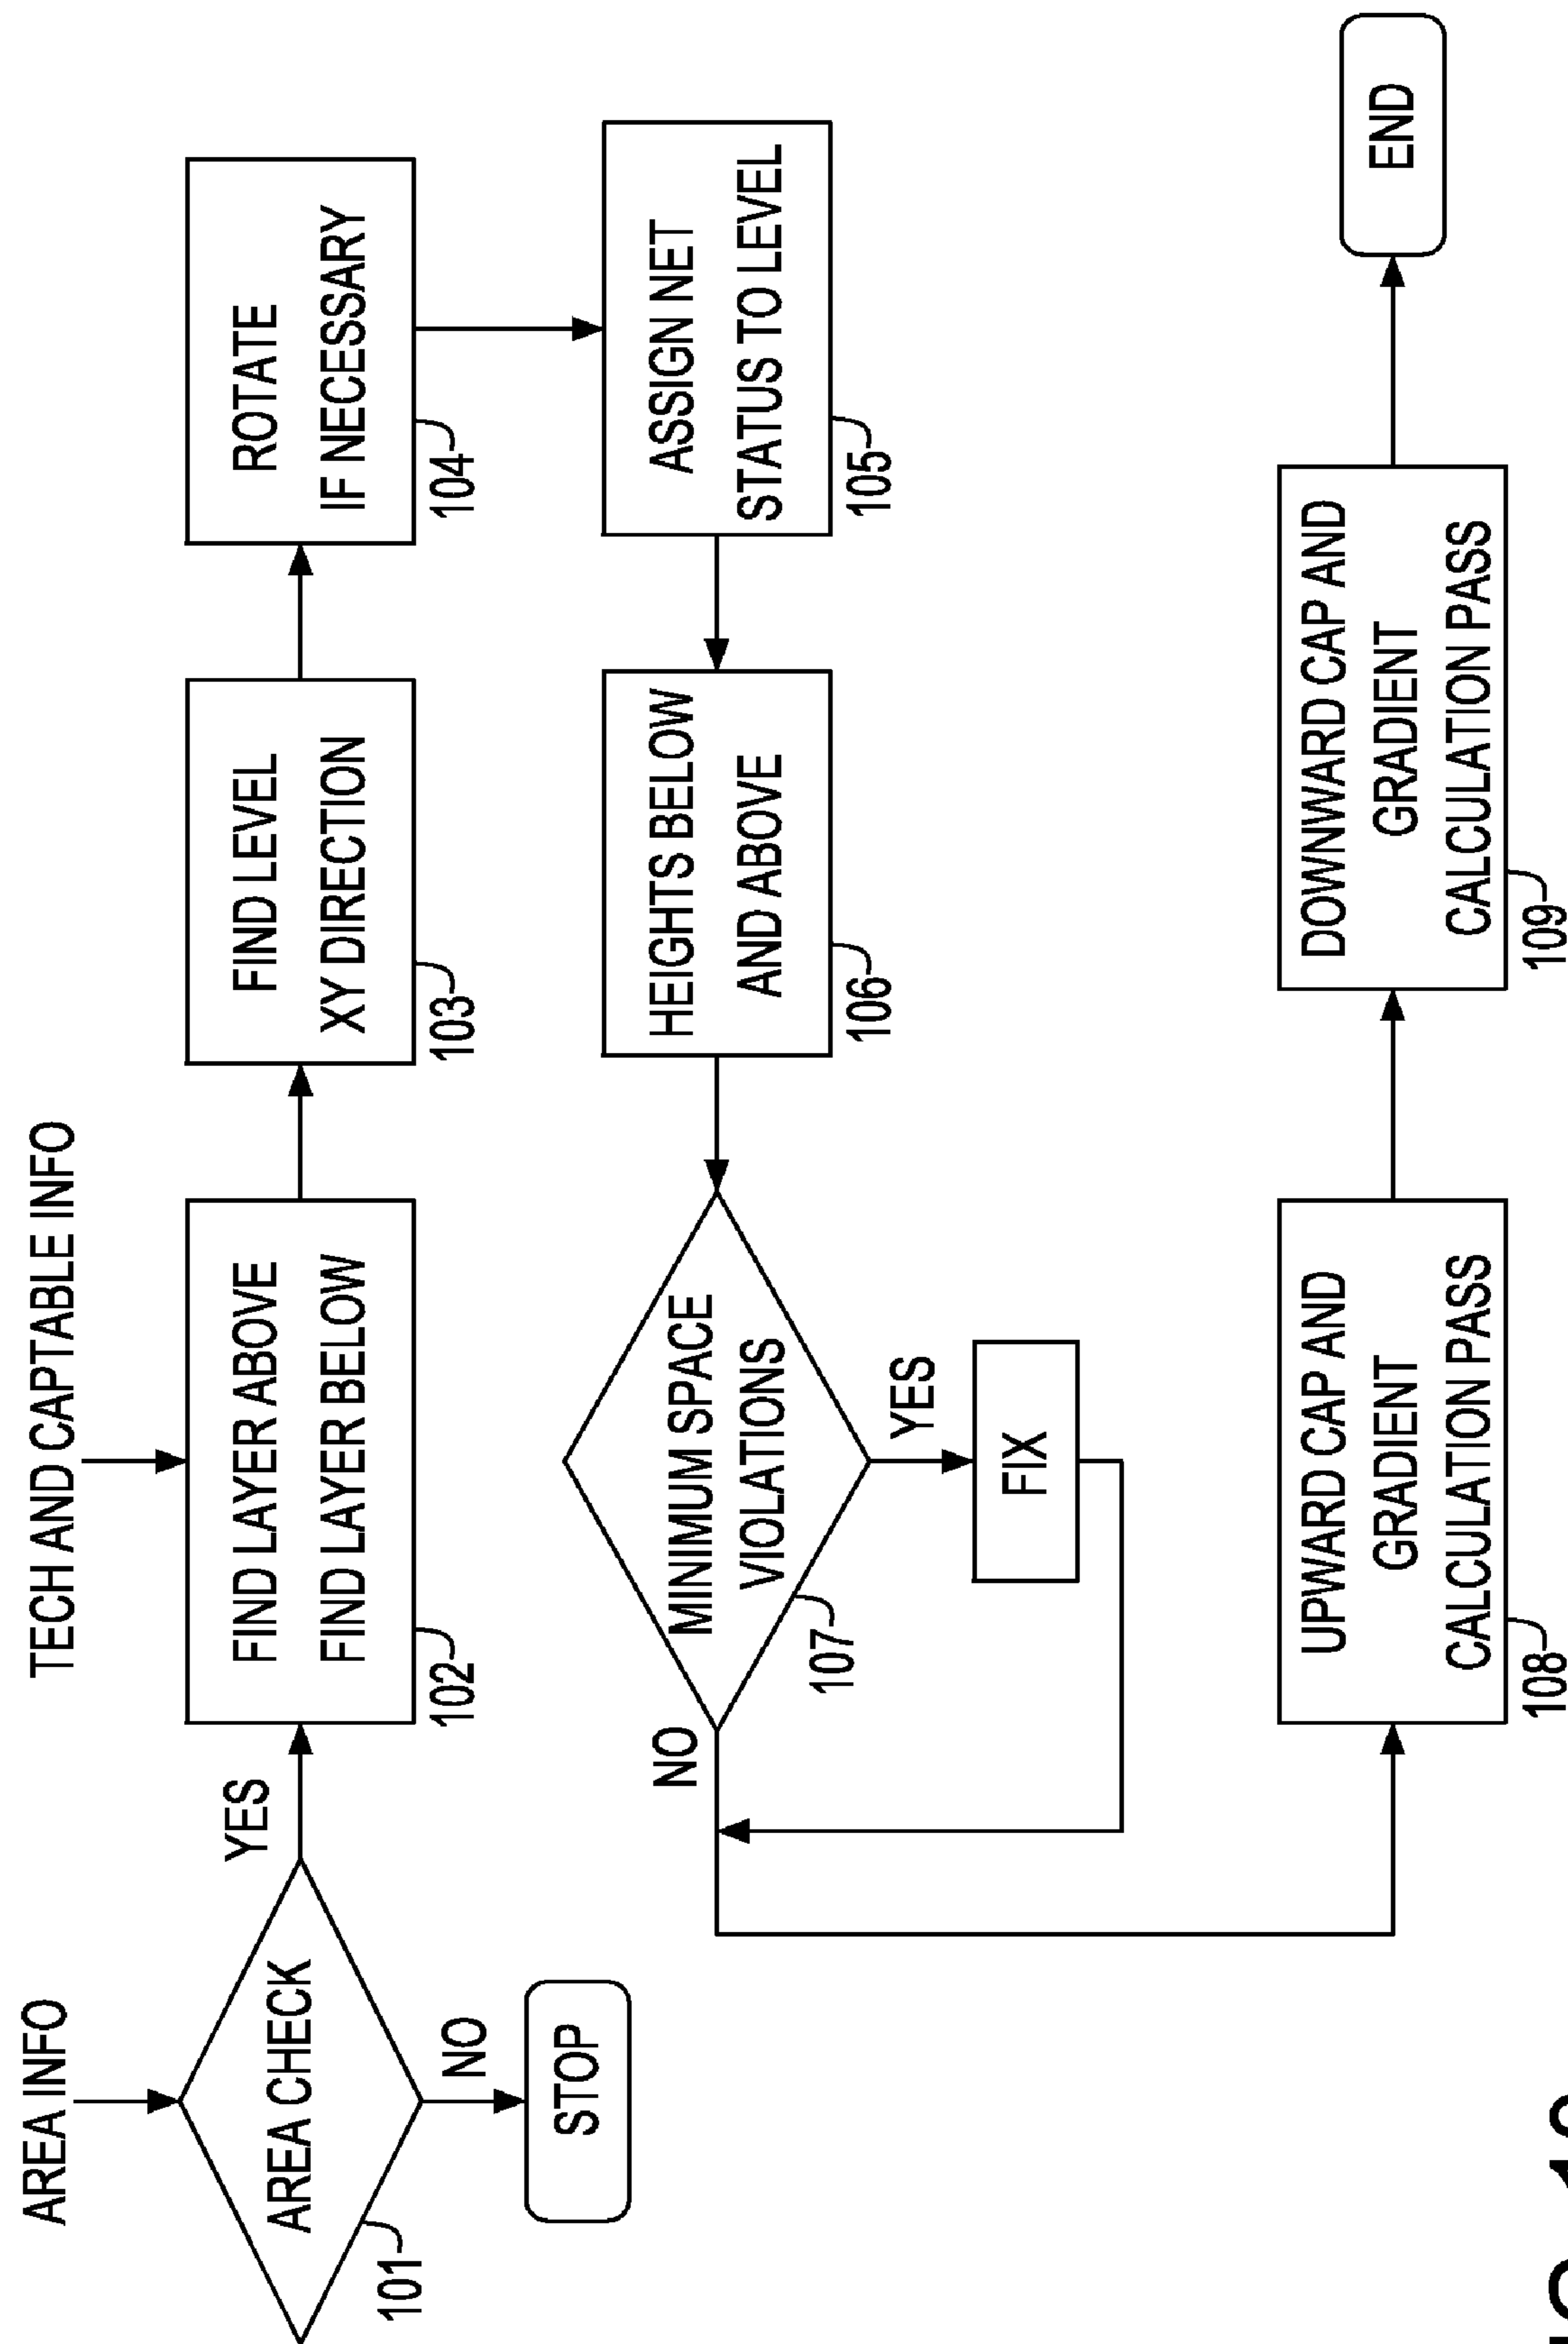 AREA INFO
TECH AND CAPTABLE INFO
AREA CHECK
101
YES
NO
STOP
FIND LAYER ABOVE
FIND LAYER BELOW
102
FIND LEVEL
XY DIRECTION
103
ROTATE
IF NECESSARY
104
ASSIGN NET
STATUS TO LEVEL
105
HEIGHTS BELOW
AND ABOVE
106
MINIMUM SPACE
VIOLATIONS
107
NO
YES
FIX
UPWARD CAP AND
GRADIENT
CALCULATION PASS
108
DOWNWARD CAP AND
GRADIENT
CALCULATION PASS
109
END